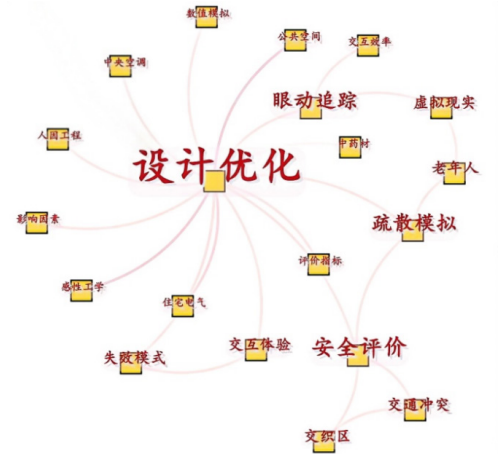 数值模拟
公共空间
交互效率
中央空调
眼动追踪
虚拟现实
人因工程
中药材
设计优化
老年人
影响因素
疏散模拟
评价指标
感性工学
住宅电气
失败模式
交互体验
安全评价
交通冲突
交织区